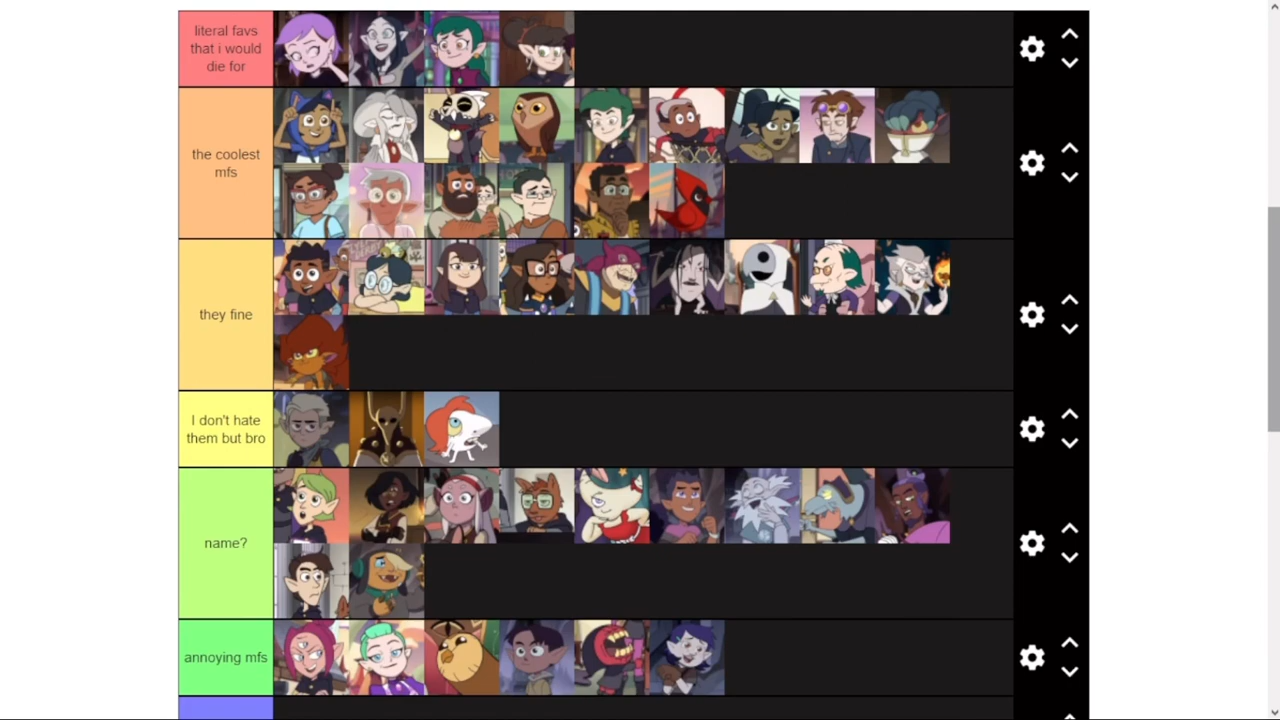 literal favs
that i would
die for
the coolest
mfs
they fine
I don't hate
them but bro
name?
annoying mfs